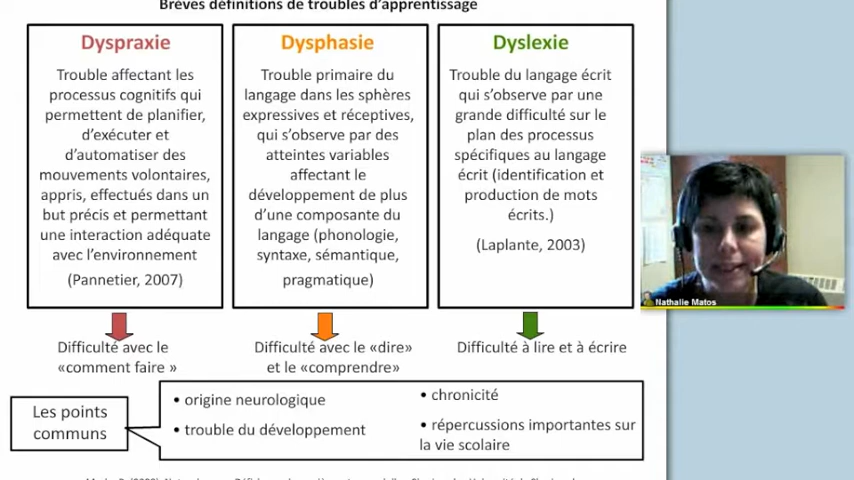 Brèves définitions de troubles d'apprentissage
Dyspraxie
Trouble affectant les
processus cognitifs qui
permettent de planifier,
d'exécuter et
d'automatiser des
mouvements volontaires,
appris, effectués dans un
but précis et permettant
une interaction adéquate
avec l'environnement
(Pannetier, 2007)
Dysphasie
Trouble primaire du
langage dans les sphères
expressives et réceptives,
qui s'observe par des
atteintes variables
affectant le
développement de plus
d'une composante du
langage (phonologie,
syntaxe, sémantique,
pragmatique)
Dyslexie
Trouble du langage écrit
qui s'observe par une
grande difficulté sur le
plan des processus
spécifiques au langage
écrit (identification et
production de mots
écrits.)
(Laplante, 2003)
Nathalie Matos
Difficulté avec le
«comment faire »
Difficulté avec le «dire»
et le «comprendre»
Difficulté à lire et à écrire
Les points
communs
• origine neurologique
• trouble du développement
• chronicité
• répercussions importantes sur
la vie scolaire